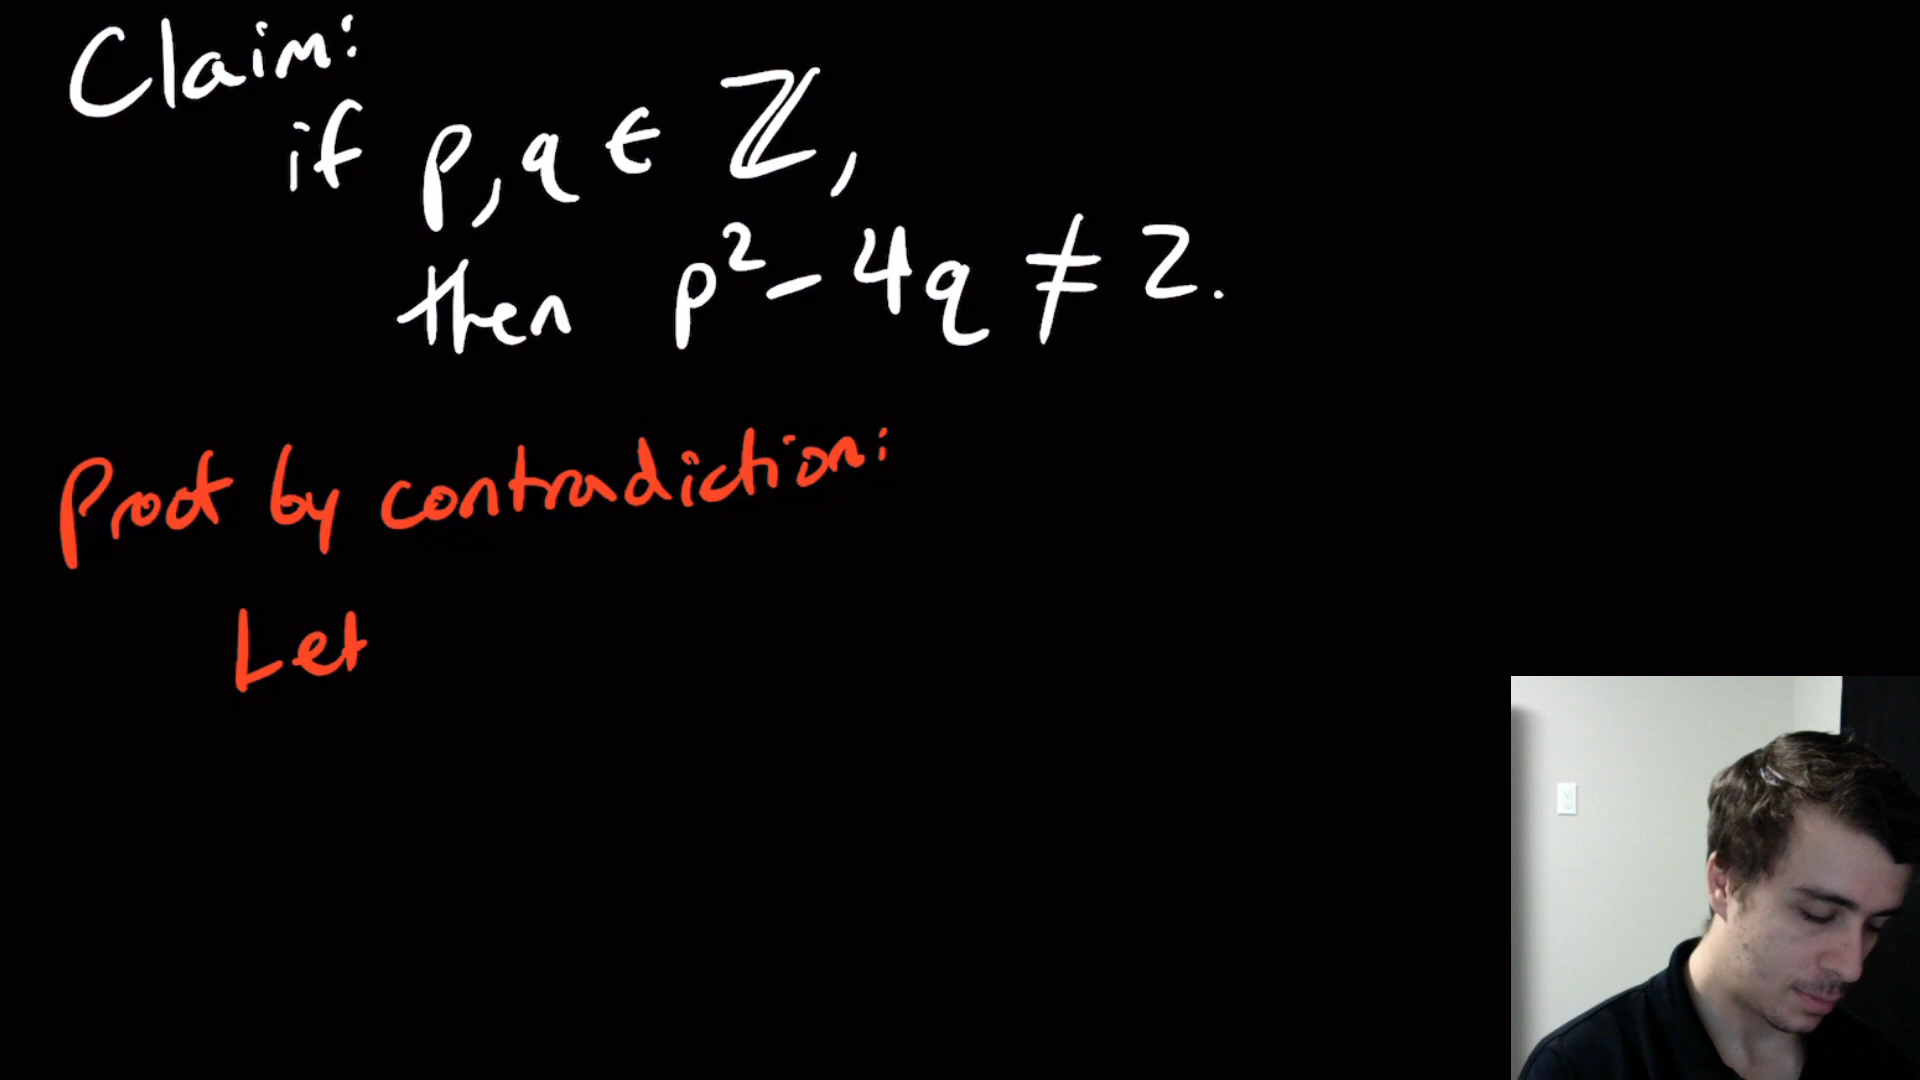 Claim:
if p, q ∈ ℤ,
then p² - 4q ≠ 2.
Proof by contradiction:
Let